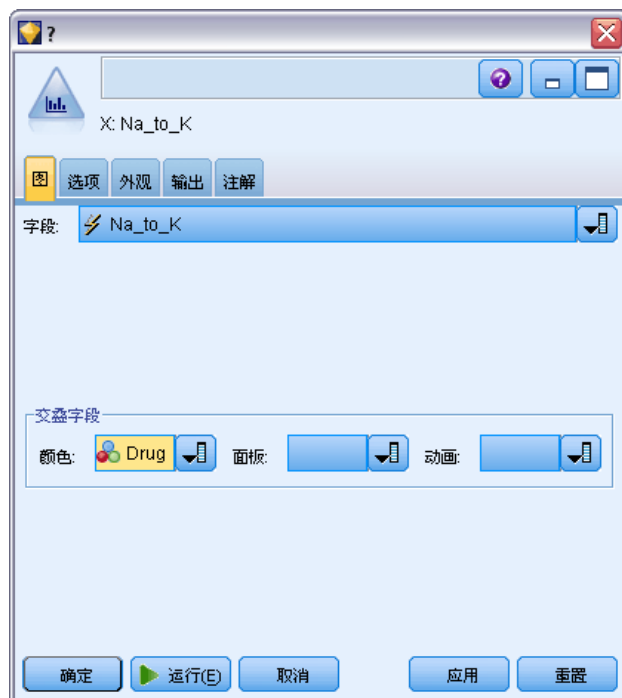 ?
X: Na_to_K
图 选项 外观 输出 注解
字段: Na_to_K
交叠字段
颜色: Drug 面板: 动画:
确定 运行(E) 取消 应用 重置